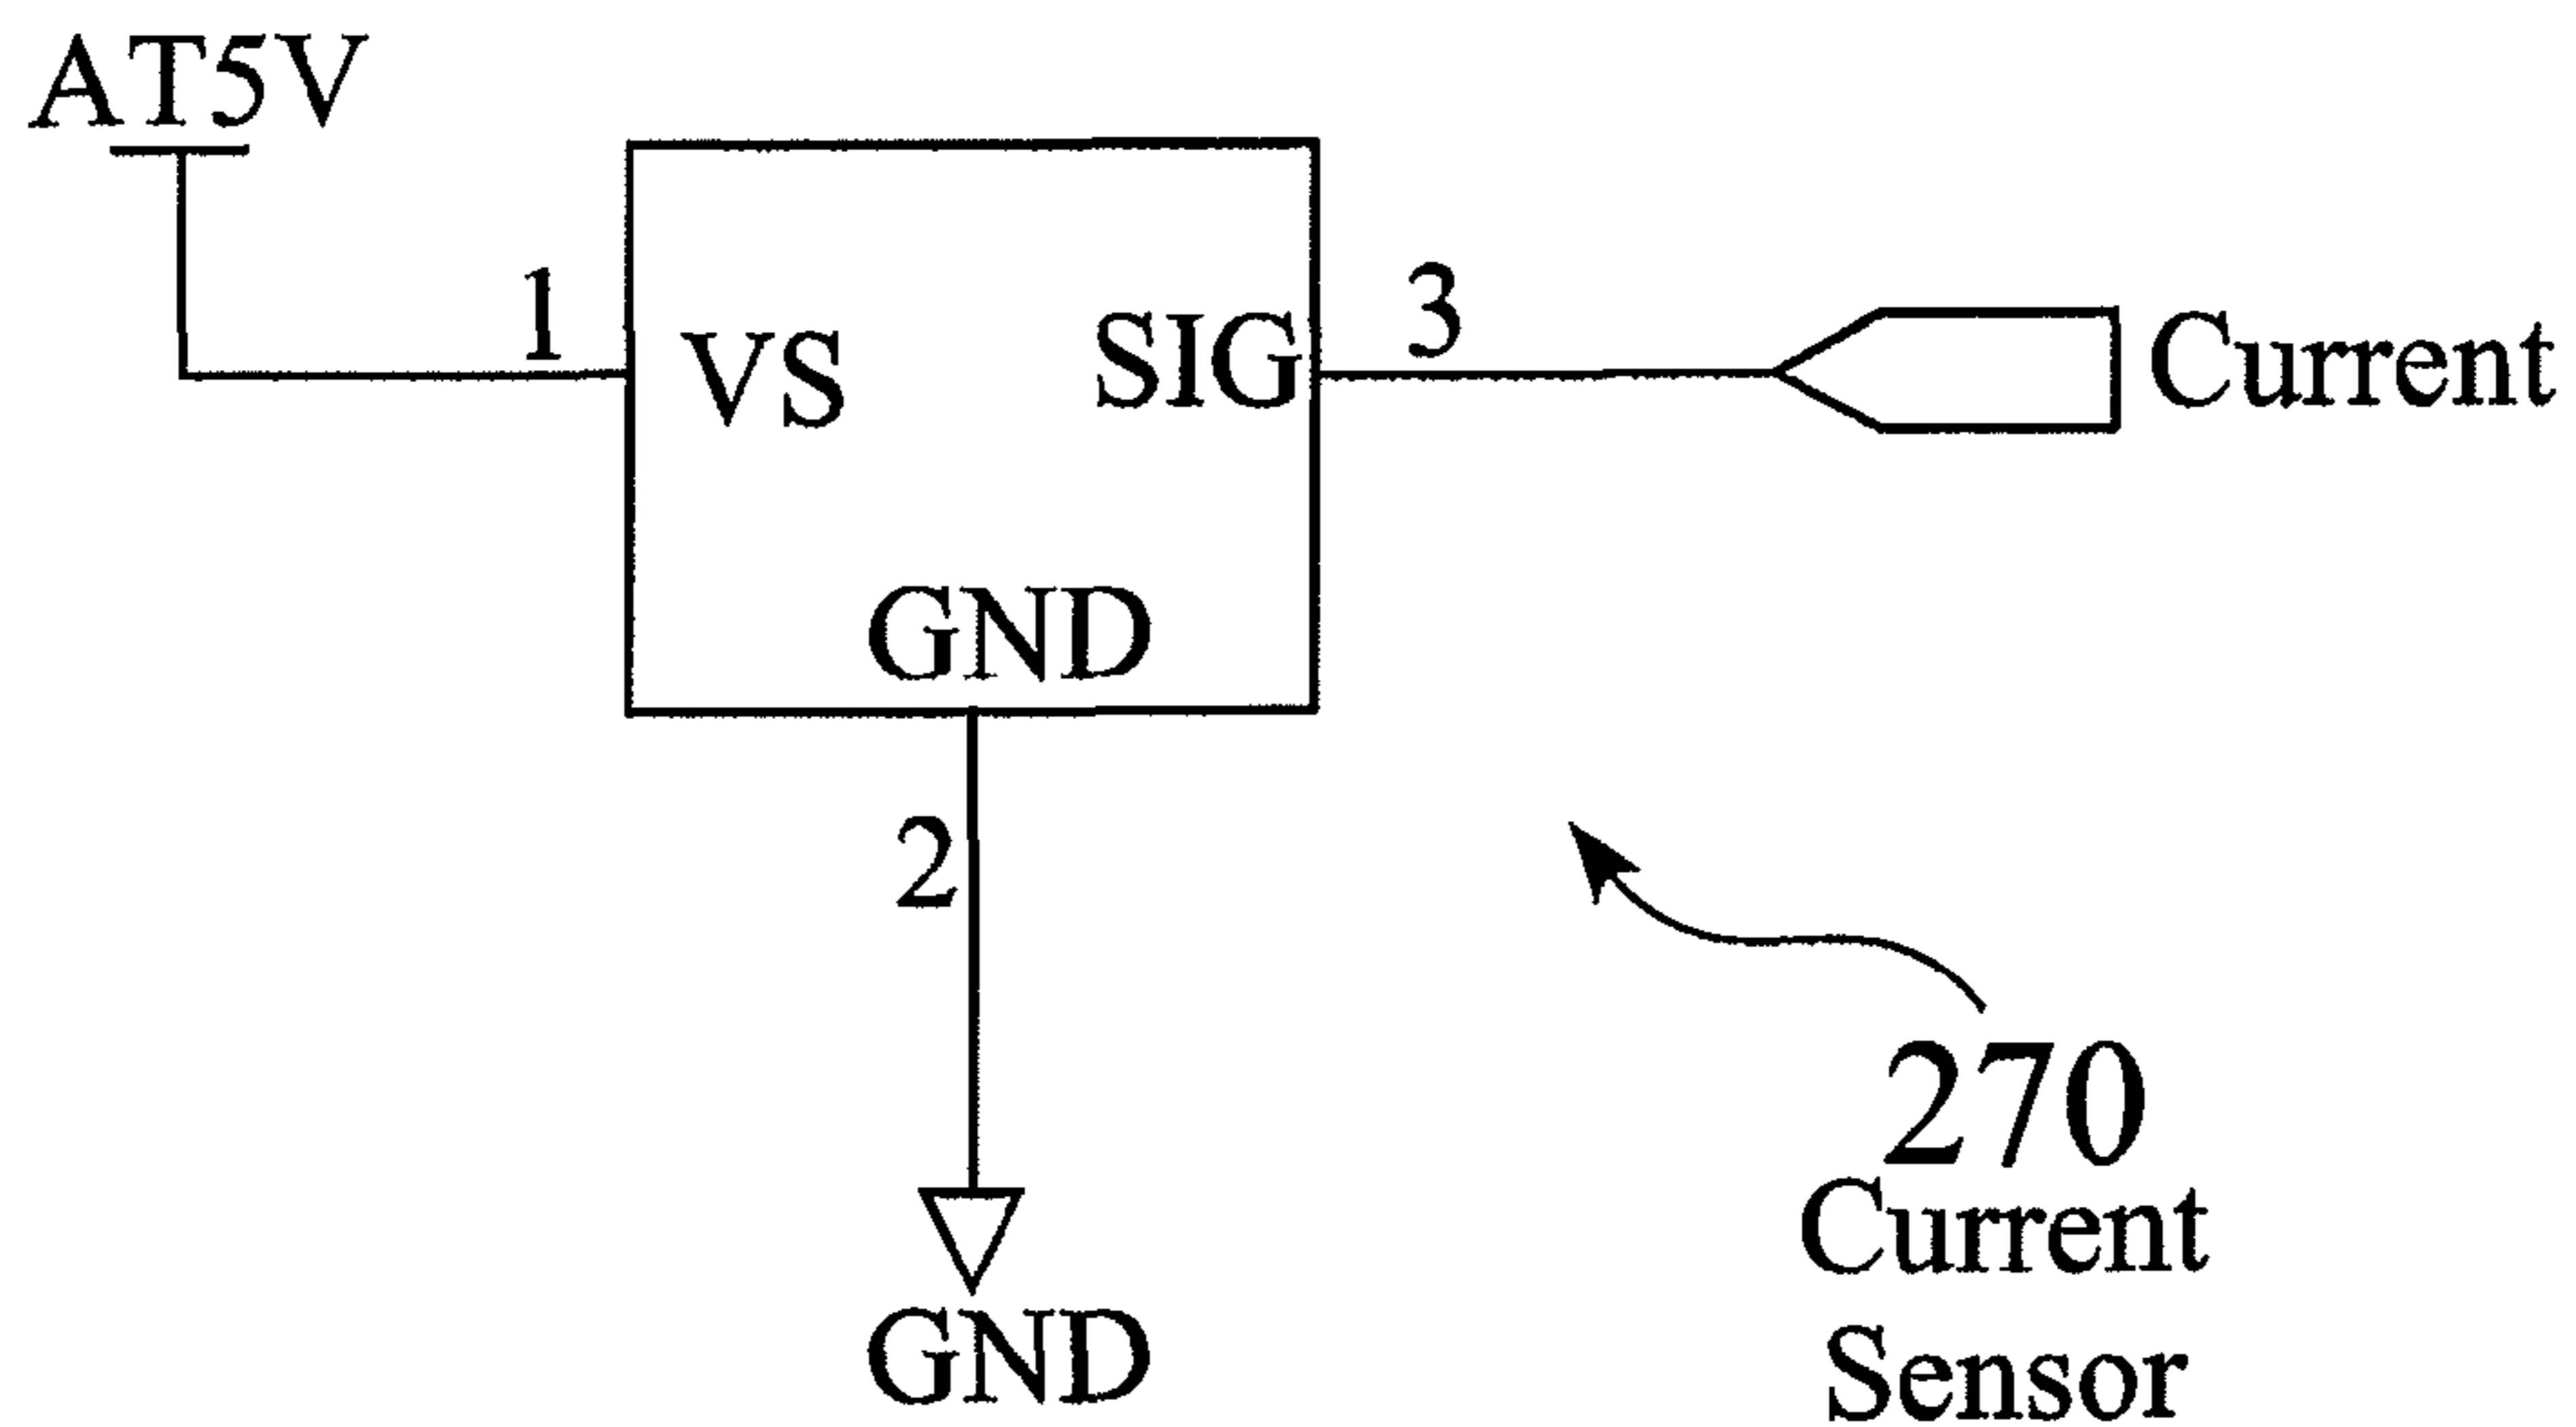 AT5V
1
VS
SIG
3
Current
GND
2
GND
270
Current
Sensor